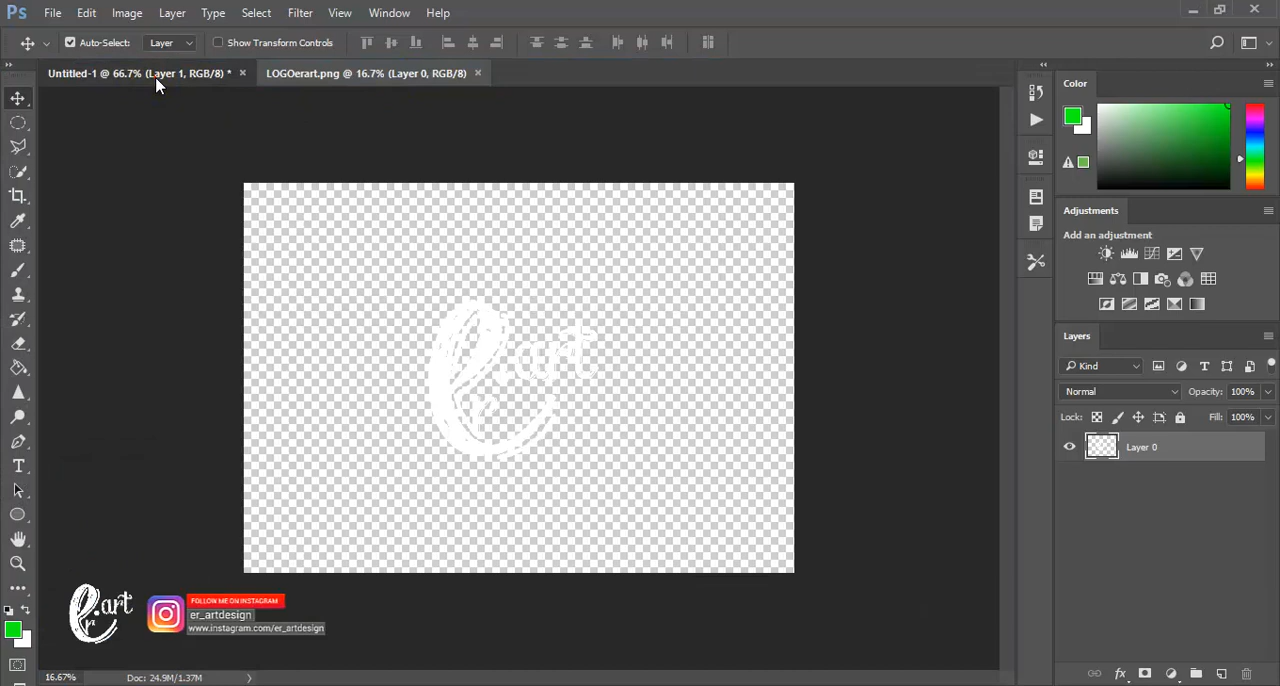 Ps File Edit Image Layer Type Select Filter View Window Help
Auto-Select: Layer Show Transform Controls
Untitled-1 @ 66.7% (Layer 1, RGB/8) * × LOGOerart.png @ 16.7% (Layer 0, RGB/8) ×
Color
Adjustments
Add an adjustment
e.art
Layers
Kind
Normal Opacity: 100%
Lock: Fill: 100%
Layer 0
T
e.art
r
FOLLOW ME ON INSTAGRAM
er_artdesign
www.instagram.com/er_artdesign
16.67% Doc: 24.9M/1.37M